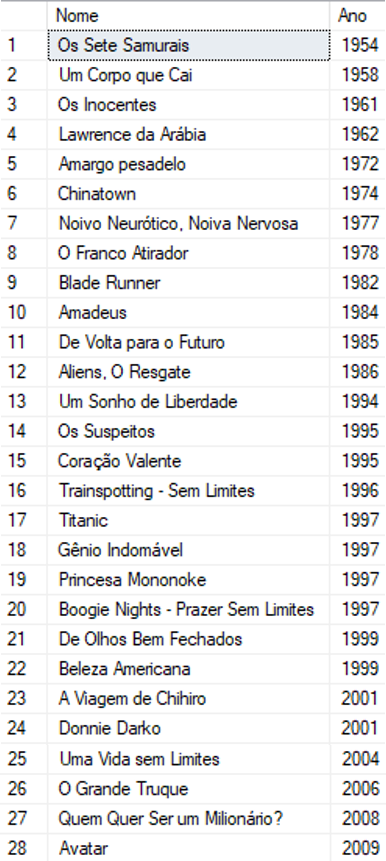 Nome Ano
1 Os Sete Samurais 1954
2 Um Corpo que Cai 1958
3 Os Inocentes 1961
4 Lawrence da Arábia 1962
5 Amargo pesadelo 1972
6 Chinatown 1974
7 Noivo Neurótico, Noiva Nervosa 1977
8 O Franco Atirador 1978
9 Blade Runner 1982
10 Amadeus 1984
11 De Volta para o Futuro 1985
12 Aliens, O Resgate 1986
13 Um Sonho de Liberdade 1994
14 Os Suspeitos 1995
15 Coração Valente 1995
16 Trainspotting - Sem Limites 1996
17 Titanic 1997
18 Gênio Indomável 1997
19 Princesa Mononoke 1997
20 Boogie Nights - Prazer Sem Limites 1997
21 De Olhos Bem Fechados 1999
22 Beleza Americana 1999
23 A Viagem de Chihiro 2001
24 Donnie Darko 2001
25 Uma Vida sem Limites 2004
26 O Grande Truque 2006
27 Quem Quer Ser um Milionário? 2008
28 Avatar 2009